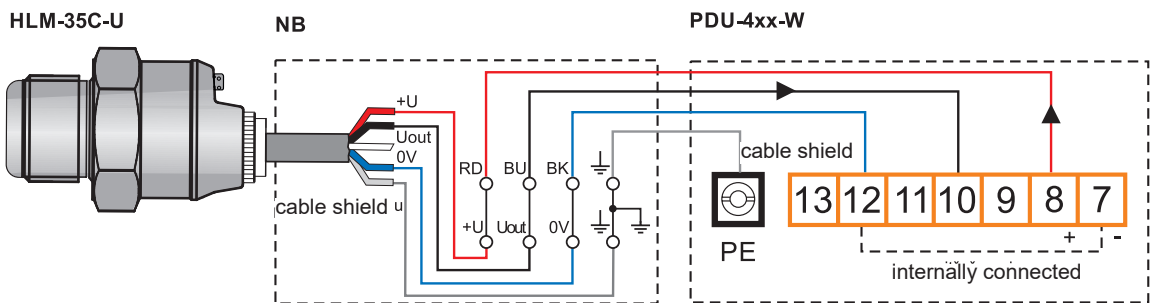 HLM-35C-U
NB
PDU-4xx-W
+U
Uout
0V
cable shield u
RD BU BK
+U Uout 0V
cable shield
PE
13 12 11 10 9 8 7
+ -
internally connected